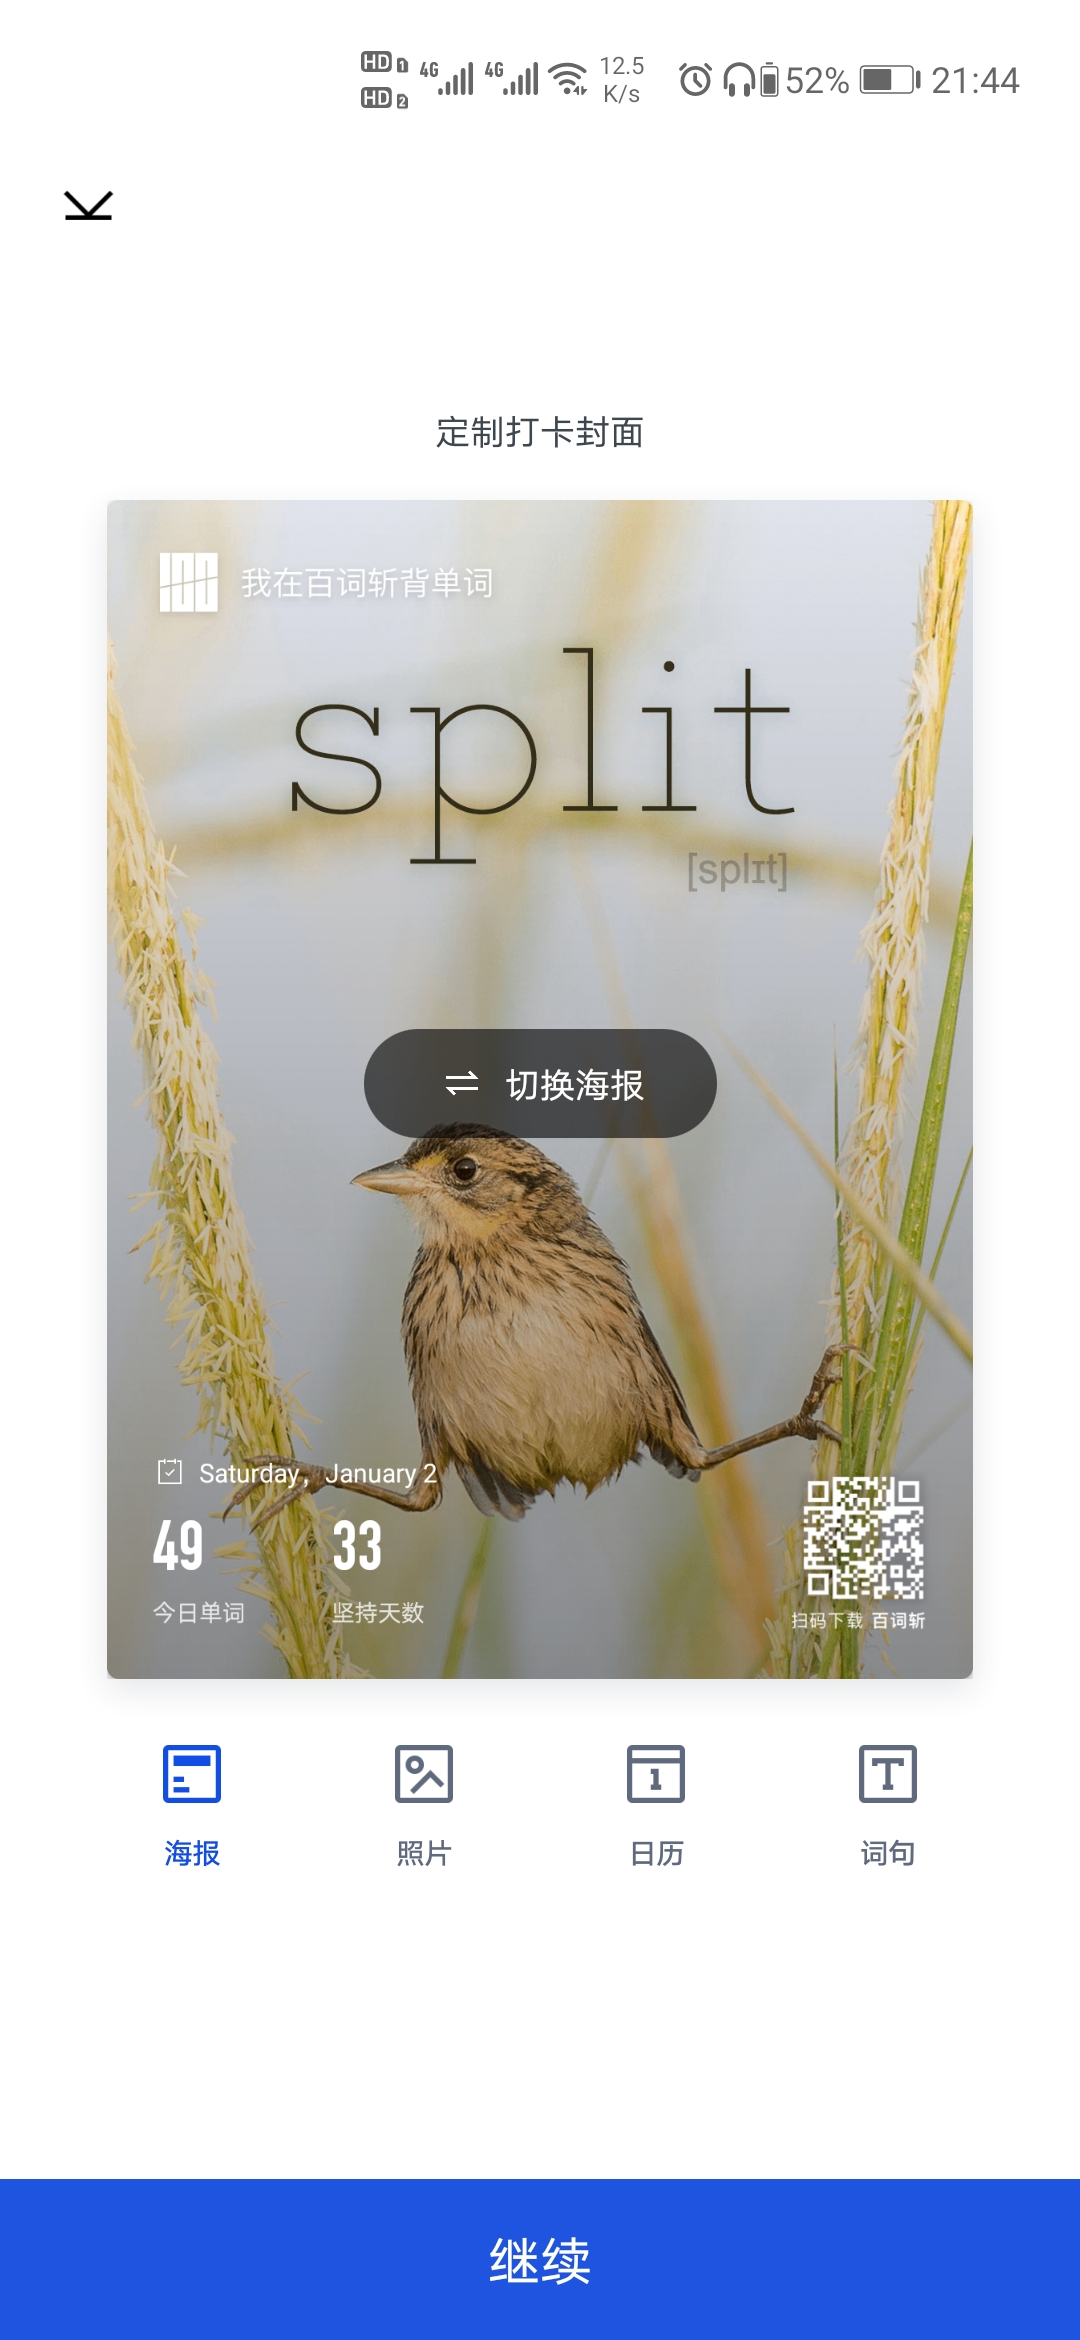 HD 1 4G 4G 12.5 K/s 52% 21:44
HD 2
定制打卡封面
我在百词斩背单词
split
[splɪt]
切换海报
Saturday, January 2
49 33
今日单词 坚持天数
扫码下载 百词斩
海报 照片 日历 词句
继续